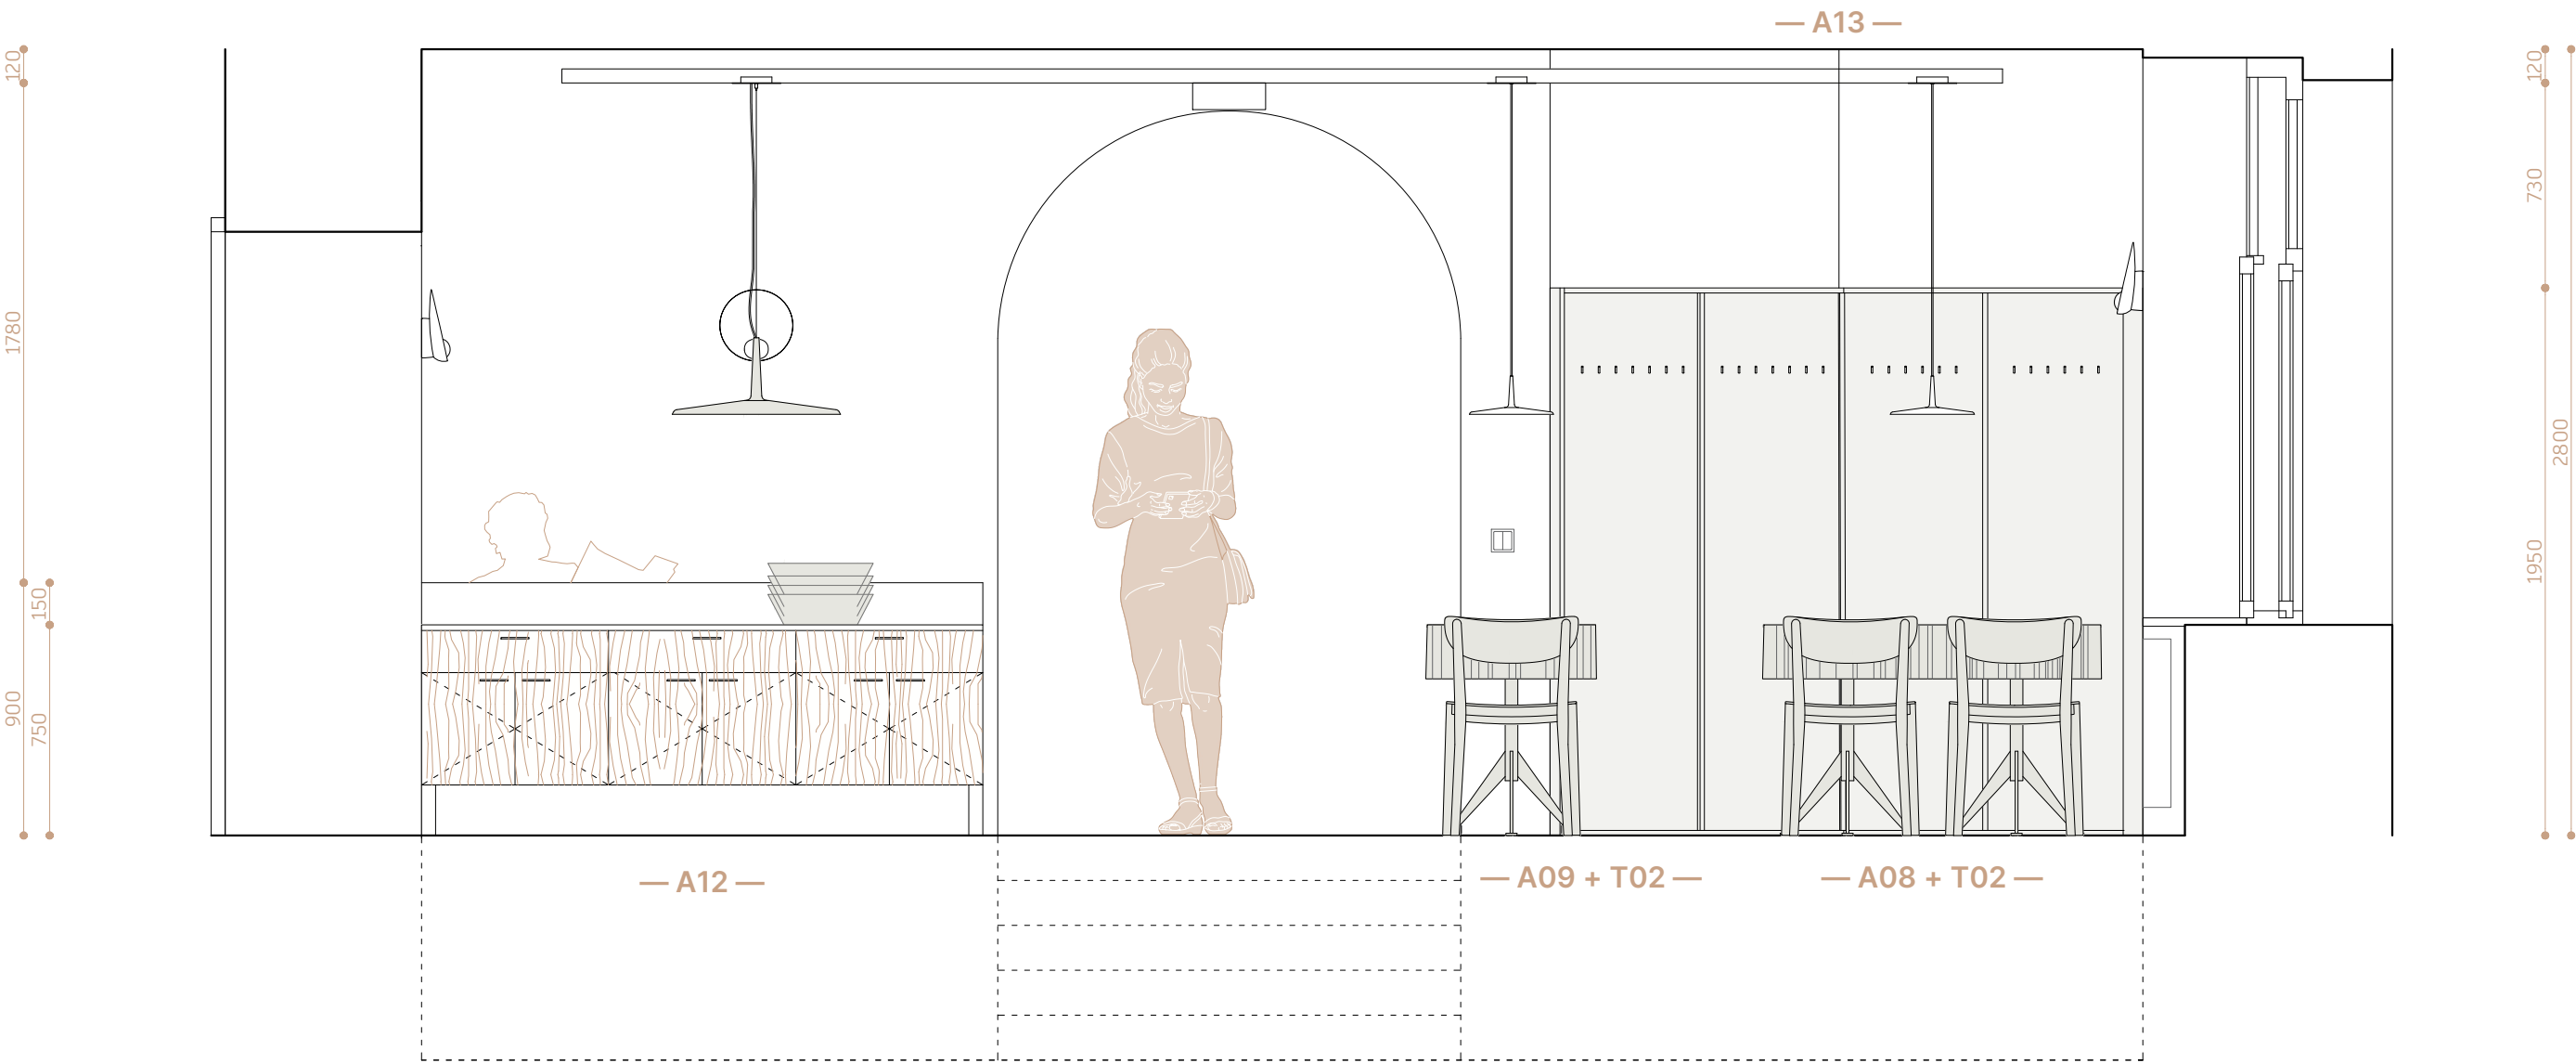 — A13 —
120
1780
150
900
750
120
730
2800
1950
— A12 —
— A09 + T02 —
— A08 + T02 —